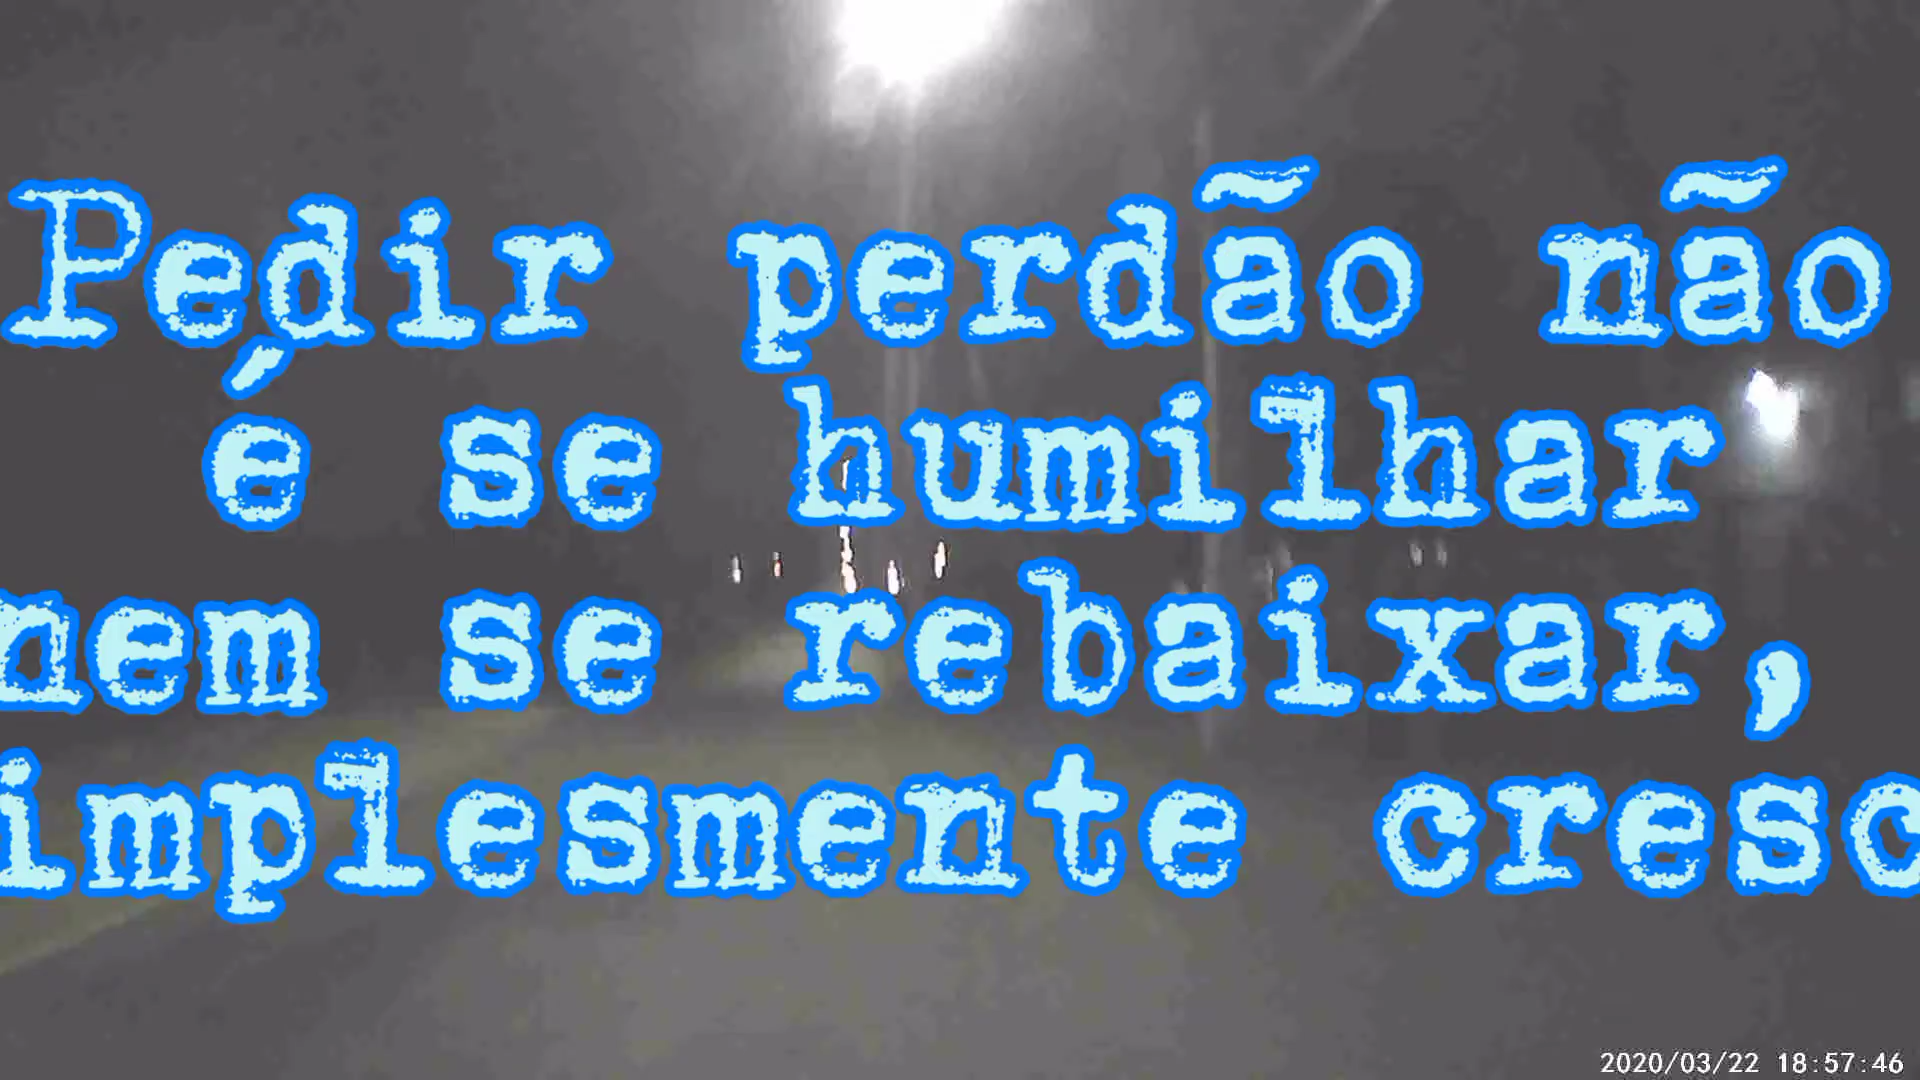 Pedir perdão não
é se humilhar
nem se rebaixar,
implesmente cresc
2020/03/22 18:57:46